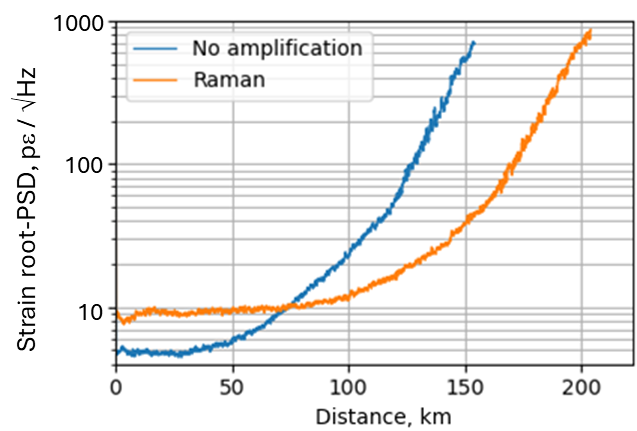 1000
No amplification
Raman
100
10
Strain root-PSD, pε / √Hz
0 50 100 150 200
Distance, km